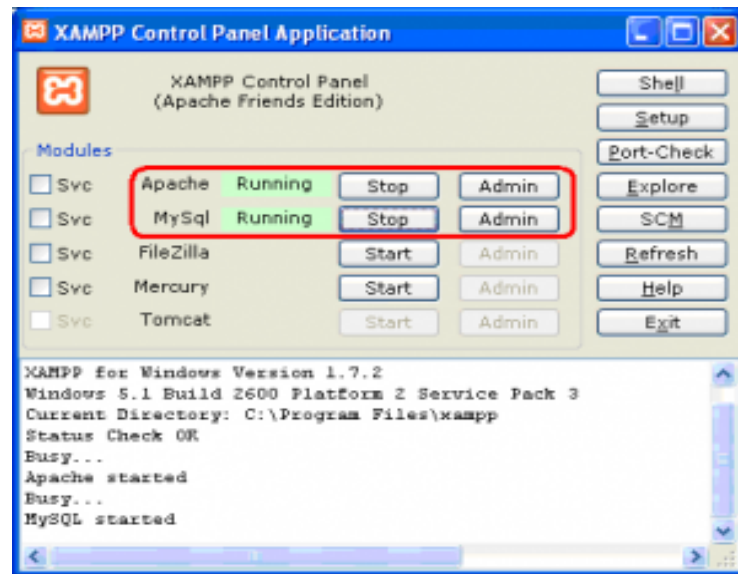 XAMPP Control Panel Application
XAMPP Control Panel
(Apache Friends Edition)
Shell
Setup
Modules
Port-Check
Svc Apache Running Stop Admin Explore
Svc MySql Running Stop Admin SCM
Svc FileZilla Start Admin Refresh
Svc Mercury Start Admin Help
Svc Tomcat Start Admin Exit
XAMPP for Windows Version 1.7.2
Windows 5.1 Build 2600 Platform 2 Service Pack 3
Current Directory: C:\Program Files\xampp
Status Check OK
Busy...
Apache started
Busy...
MySQL started